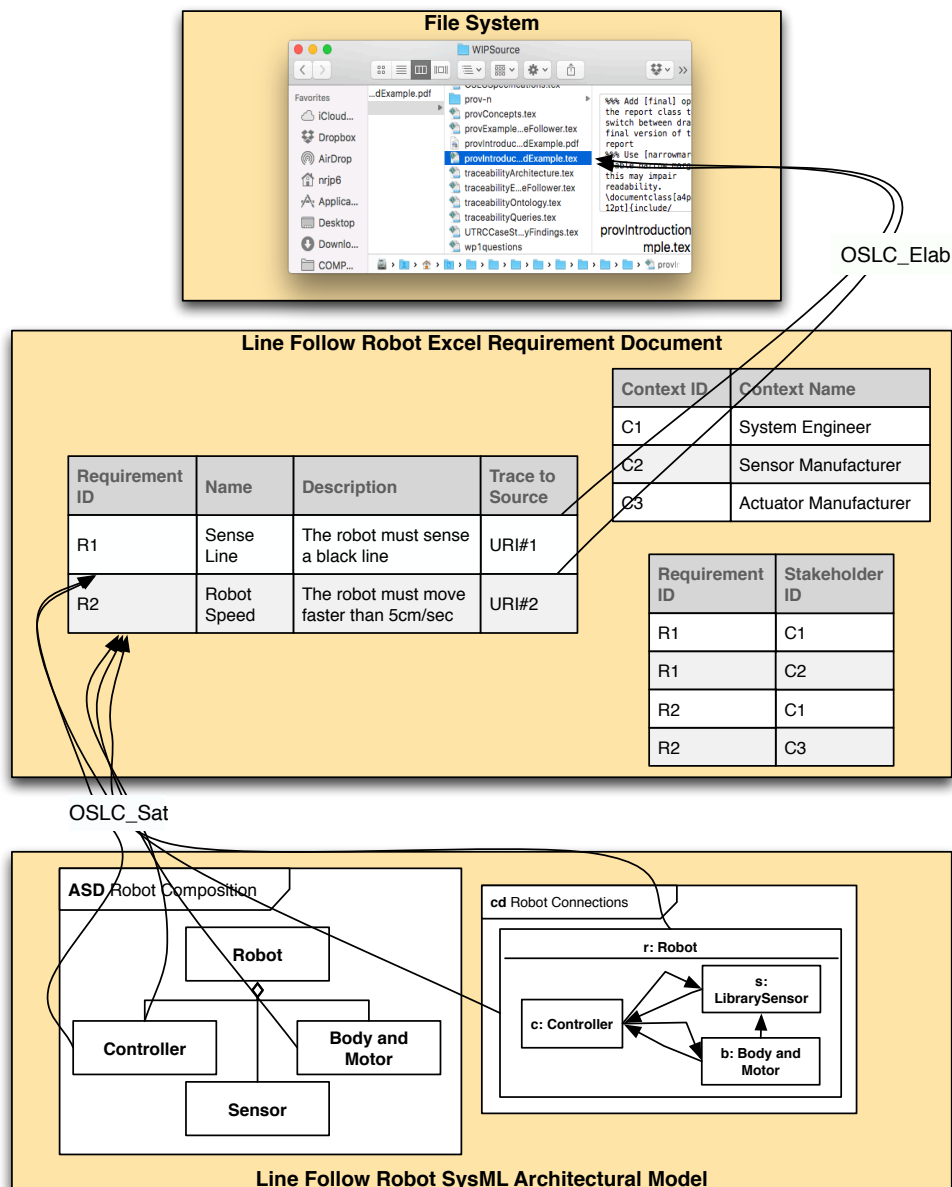 File System
WIPSource
Favorites
iCloud...
Dropbox
AirDrop
nrjp6
Applica...
Desktop
Downlo...
COMP...
...dExample.pdf
prov-n
provConcepts.tex
provExample...eFollower.tex
provIntroduc...dExample.pdf
provIntroduc...dExample.tex
traceabilityArchitecture.tex
traceabilityE...eFollower.tex
traceabilityOntology.tex
traceabilityQueries.tex
UTRCCaseSt...yFindings.tex
wp1questions
%%% Add [final] op
the report class t
switch between dra
final version of t
report
%%% Use [narrowmar
this may impair
readability.
\documentclass[a4p
12pt]{include/
provIntroduction
mple.tex
provIn
OSLC_Elab
Line Follow Robot Excel Requirement Document
Context ID Context Name
C1 System Engineer
C2 Sensor Manufacturer
C3 Actuator Manufacturer
Requirement ID Name Description Trace to Source
R1 Sense Line The robot must sense a black line URI#1
R2 Robot Speed The robot must move faster than 5cm/sec URI#2
Requirement ID Stakeholder ID
R1 C1
R1 C2
R2 C1
R2 C3
OSLC_Sat
ASD Robot Composition
Robot
Controller
Body and Motor
Sensor
cd Robot Connections
r: Robot
s: LibrarySensor
c: Controller
b: Body and Motor
Line Follow Robot SysML Architectural Model